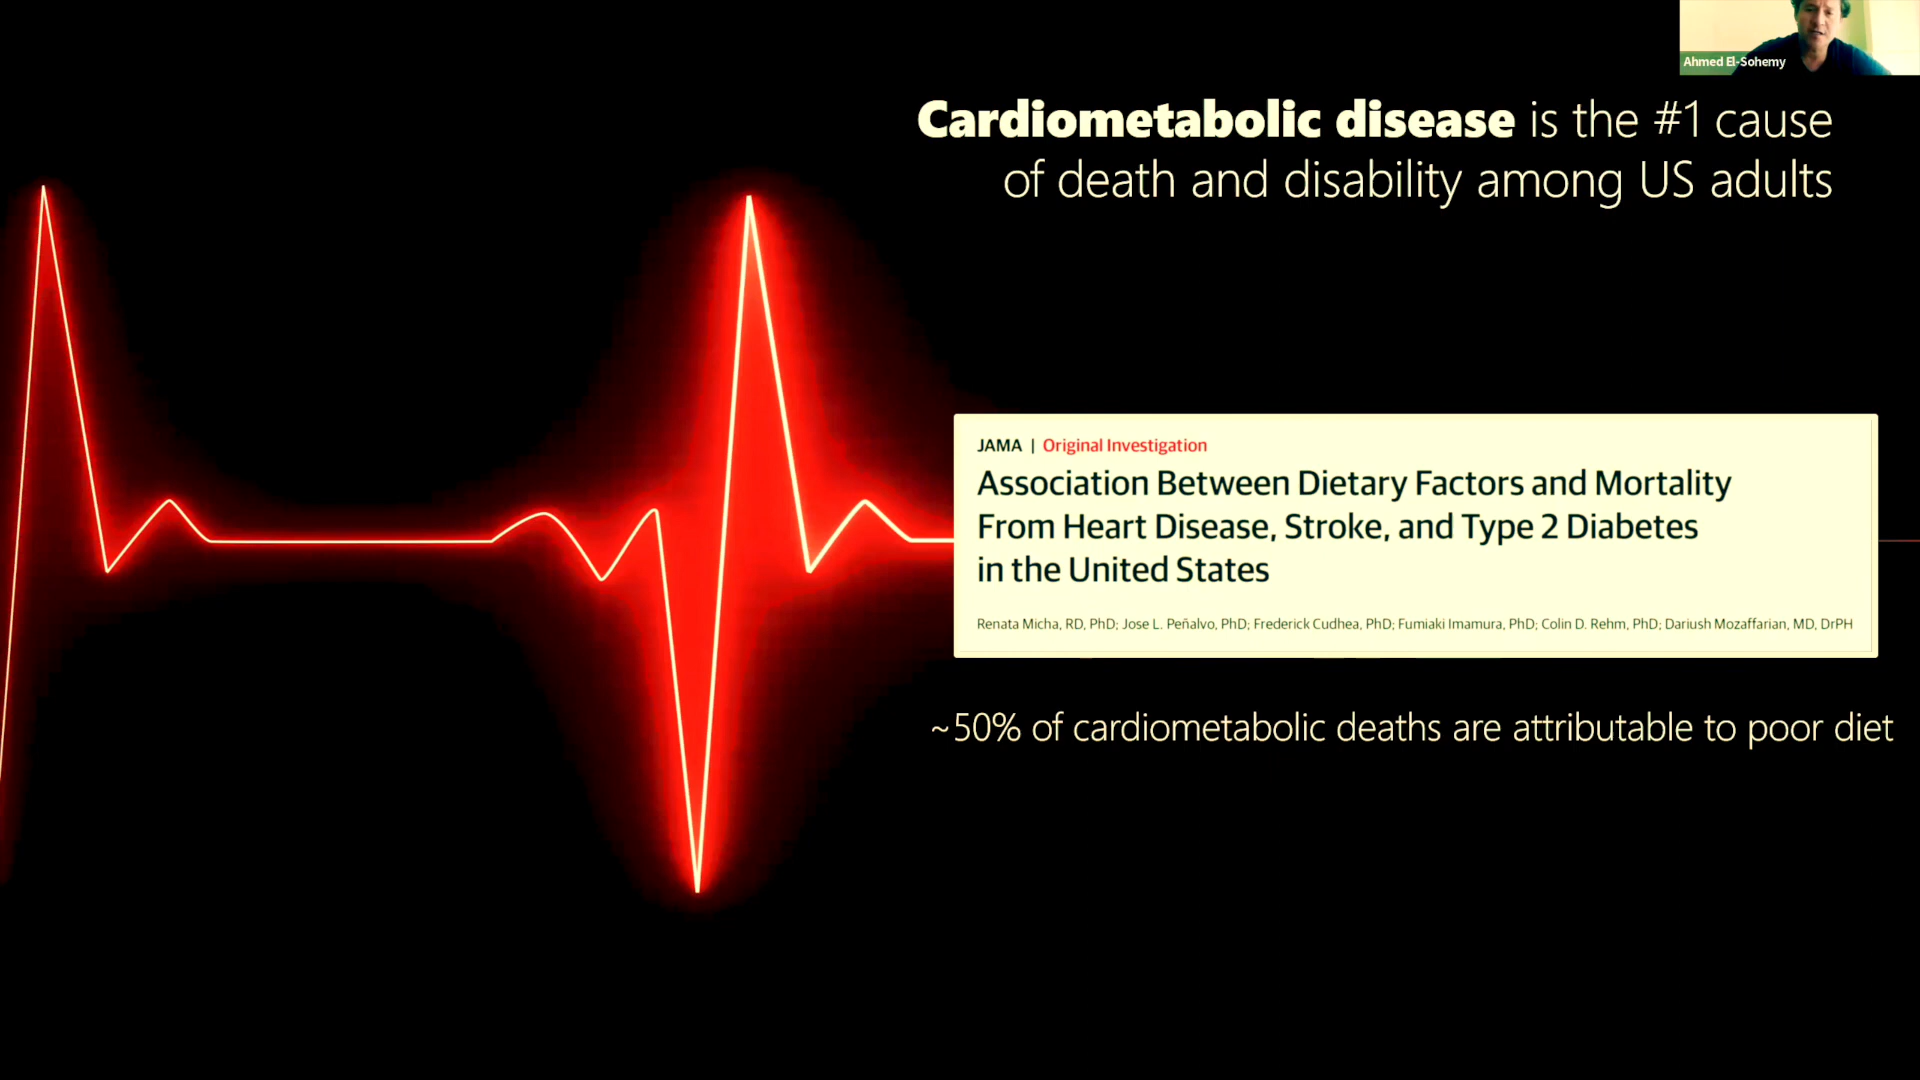 Ahmed El-Sohemy
Cardiometabolic disease is the #1 cause
of death and disability among US adults
JAMA | Original Investigation
Association Between Dietary Factors and Mortality
From Heart Disease, Stroke, and Type 2 Diabetes
in the United States
Renata Micha, RD, PhD; Jose L. Peñalvo, PhD; Frederick Cudhea, PhD; Fumiaki Imamura, PhD; Colin D. Rehm, PhD; Dariush Mozaffarian, MD, DrPH
~50% of cardiometabolic deaths are attributable to poor diet